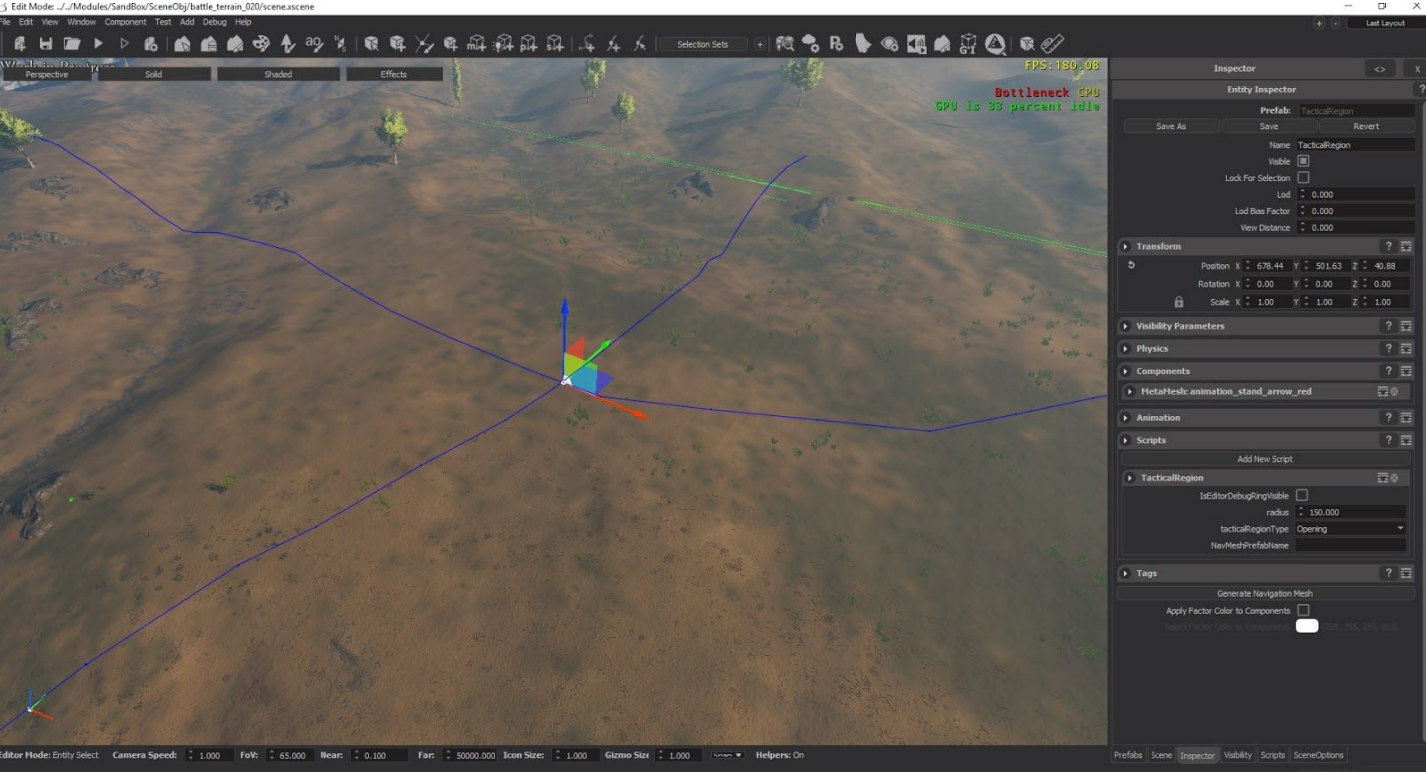 Edit Mode: ../../Modules/SandBox/SceneObj/battle_terrain_020/scene.xscene
File Edit View Window Component Test Add Debug Help
Last Layout
Selection Sets
Perspective Solid Shaded Effects
FPS:180.08
Bottleneck CPU
GPU is 33 percent idle
Inspector
Entity Inspector
Prefab: TacticalRegion
Save As Save Revert
Name TacticalRegion
Visible
Lock For Selection
Lod 0.000
Lod Bias Factor 0.000
View Distance 0.000
Transform ?
Position X 678.44 Y 501.63 Z 40.88
Rotation X 0.00 Y 0.00 Z 0.00
Scale X 1.00 Y 1.00 Z 1.00
Visibility Parameters ?
Physics ?
Components ?
MetaMesh: animation_stand_arrow_red
Animation ?
Scripts ?
Add New Script
TacticalRegion
IsEditorDebugRingVisible
radius 150.000
tacticalRegionType Opening
NavMeshPrefabName
Tags ?
Generate Navigation Mesh
Apply Factor Color to Components
Select Factor Color to Components (255, 255, 255, 255)
Editor Mode: Entity Select Camera Speed: 1.000 FoV: 65.000 Near: 0.100 Far: 50000.000 Icon Size: 1.000 Gizmo Size 1.000 Snap Helpers: On
Prefabs Scene Inspector Visibility Scripts SceneOptions